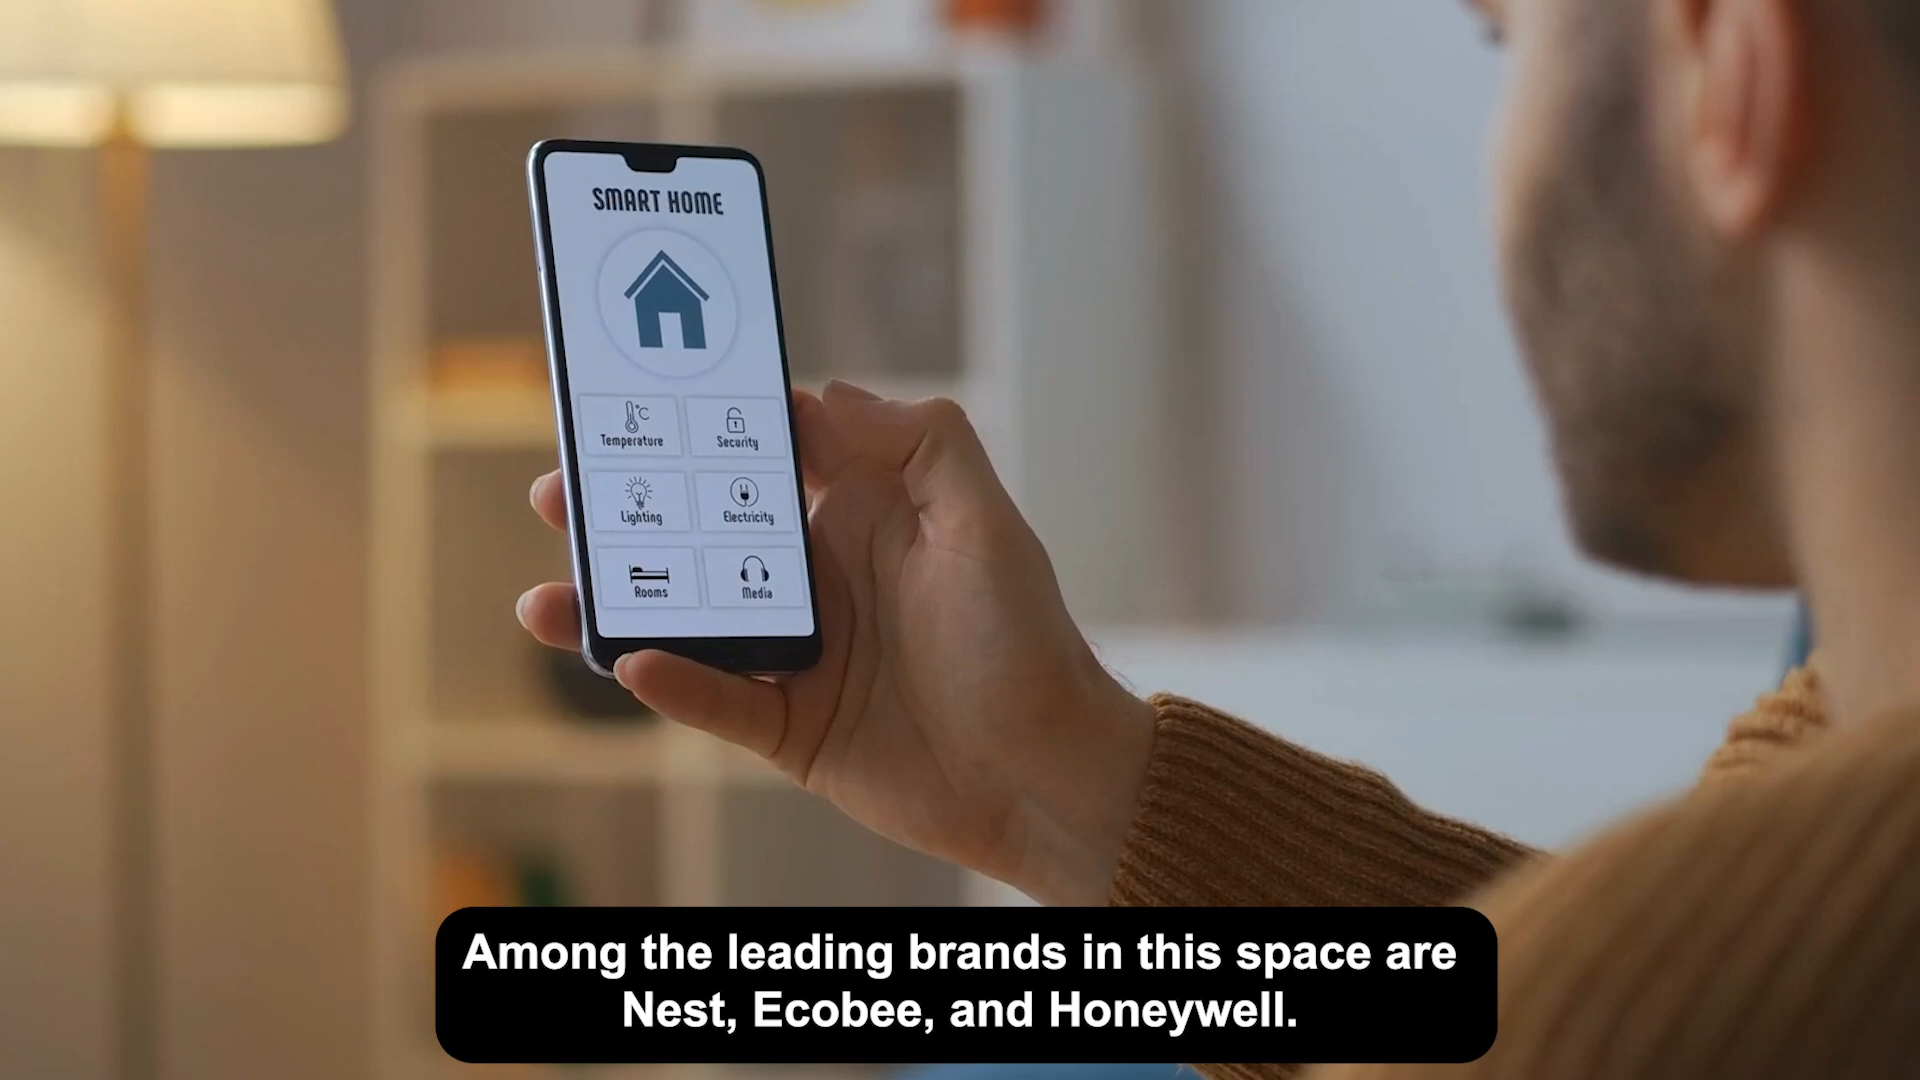 SMART HOME
°C
Temperature
Security
Lighting
Electricity
Rooms
Media
Among the leading brands in this space are
Nest, Ecobee, and Honeywell.